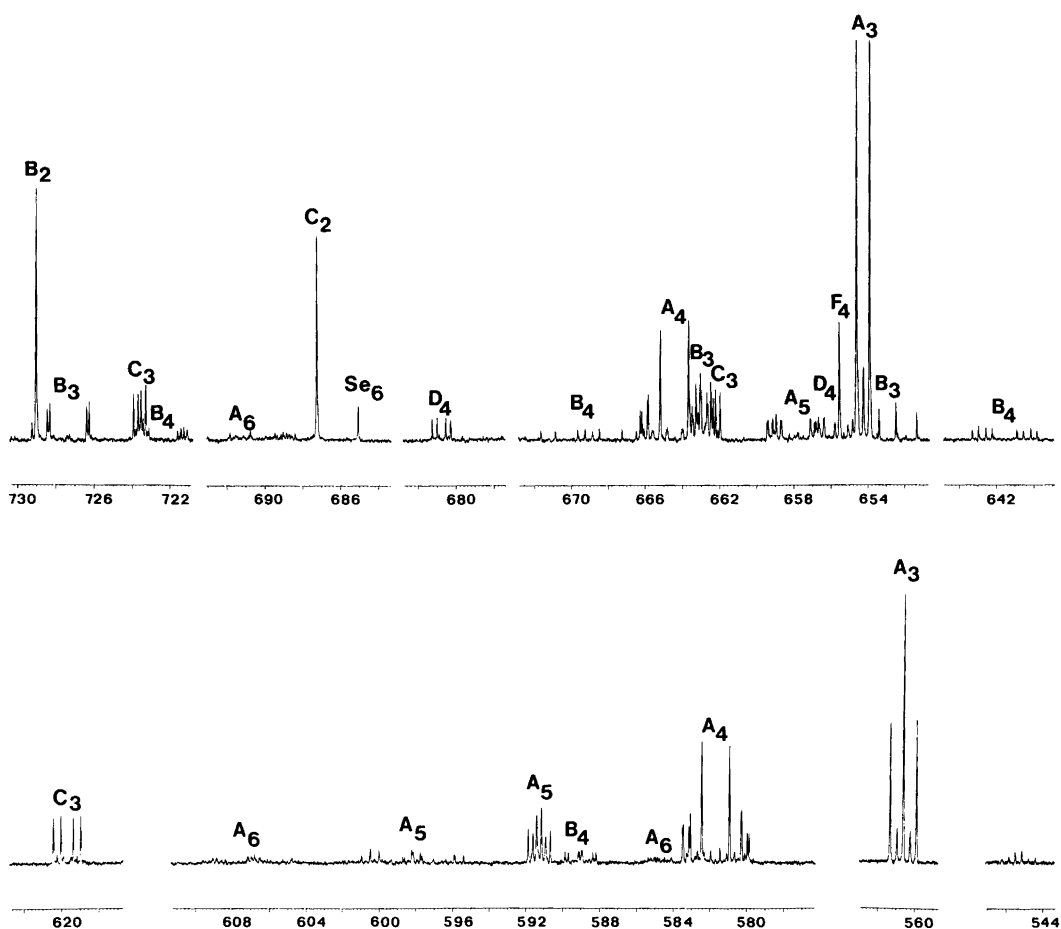 A₃
B₂
C₂
A₄ F₄
B₃ C₃ B₄ A₆ Se₆ D₄ B₄ B₃ C₃ A₅ D₄ B₃ B₄
730 726 722 690 686 680 670 666 662 658 654 642
A₃
A₄
C₃ A₆ A₅ A₅ B₄ A₆
620 608 604 600 596 592 588 584 580 560 544